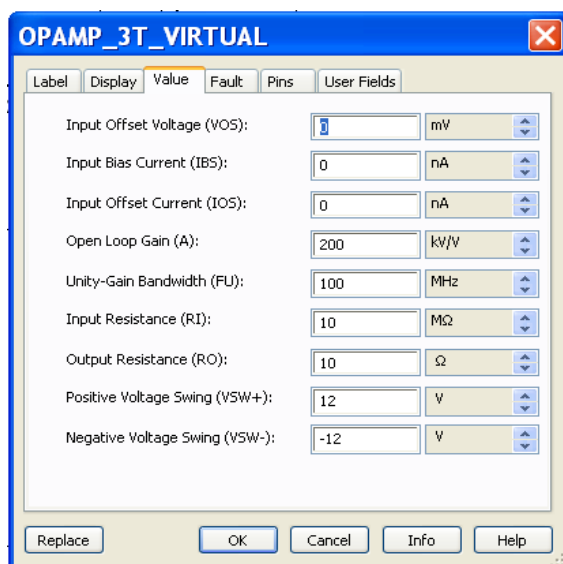 OPAMP_3T_VIRTUAL
Label Display Value Fault Pins User Fields
Input Offset Voltage (VOS): 0 mV
Input Bias Current (IBS): 0 nA
Input Offset Current (IOS): 0 nA
Open Loop Gain (A): 200 kV/V
Unity-Gain Bandwidth (FU): 100 MHz
Input Resistance (RI): 10 MΩ
Output Resistance (RO): 10 Ω
Positive Voltage Swing (VSW+): 12 V
Negative Voltage Swing (VSW-): -12 V
Replace OK Cancel Info Help